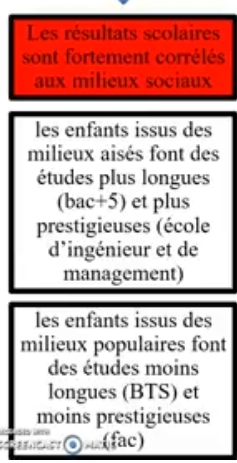 Les résultats scolaires
sont fortement corrélés
aux milieux sociaux
les enfants issus des
milieux aisés font des
études plus longues
(bac+5) et plus
prestigieuses (école
d'ingénieur et de
management)
les enfants issus des
milieux populaires font
des études moins
longues (BTS) et
moins prestigieuses
(fac)